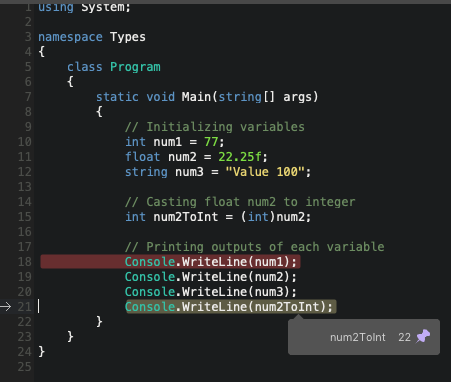 1 using System;
2
3 namespace Types
4 {
5 class Program
6 {
7 static void Main(string[] args)
8 {
9 // Initializing variables
10 int num1 = 77;
11 float num2 = 22.25f;
12 string num3 = "Value 100";
13
14 // Casting float num2 to integer
15 int num2ToInt = (int)num2;
16
17 // Printing outputs of each variable
18 Console.WriteLine(num1);
19 Console.WriteLine(num2);
20 Console.WriteLine(num3);
21 Console.WriteLine(num2ToInt);
22 }
num2ToInt 22
23 }
24 }
25